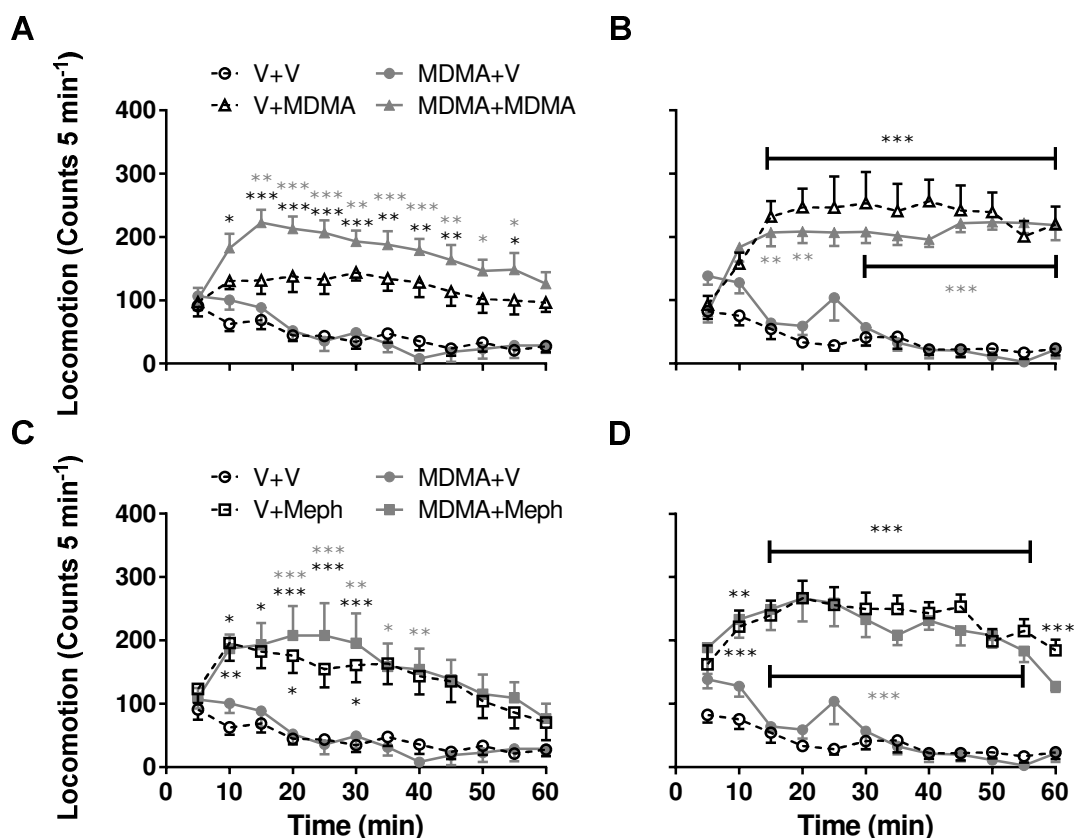 A
B
V+V
MDMA+V
V+MDMA
MDMA+MDMA
Locomotion (Counts 5 min-1)
400
300
200
100
0
** *** *** ** *** *** ** * *
* *** *** *** *** ** ** ** *
***
** **
***
C
D
V+V
MDMA+V
V+Meph
MDMA+Meph
Locomotion (Counts 5 min-1)
400
300
200
100
0
***
*** *** **
* * *** *** * **
** * *
***
** ***
***
***
0 10 20 30 40 50 60
0 10 20 30 40 50 60
Time (min)
Time (min)